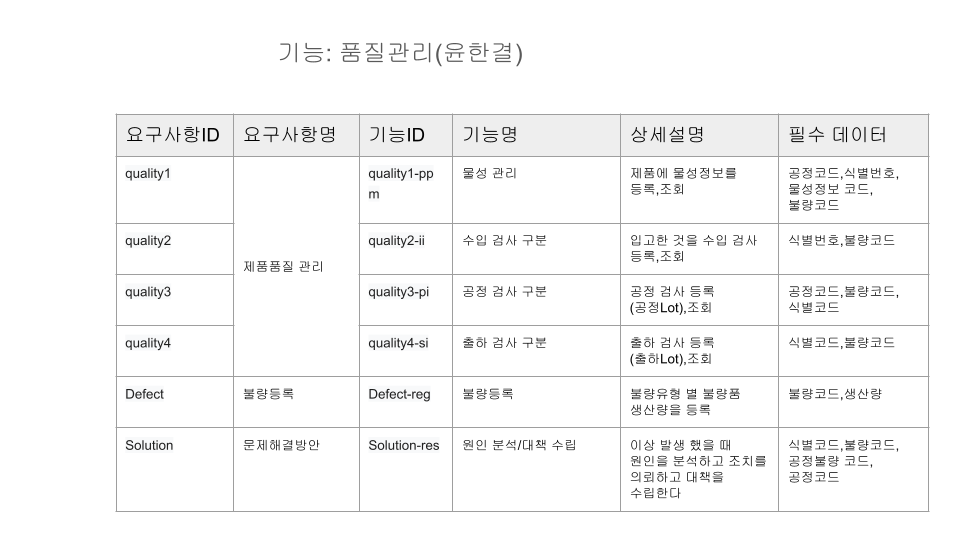 기능: 품질관리(윤한결)
요구사항ID 요구사항명 기능ID 기능명 상세설명 필수 데이터
quality1 quality1-pp 물성 관리 제품에 물성정보를 공정코드,식별번호,
m 등록,조회 물성정보 코드,
불량코드
quality2 quality2-ii 수입 검사 구분 입고한 것을 수입 검사 식별번호,불량코드
등록,조회
제품품질 관리
quality3 quality3-pi 공정 검사 구분 공정 검사 등록 공정코드,불량코드,
(공정Lot),조회 식별코드
quality4 quality4-si 출하 검사 구분 출하 검사 등록 식별코드,불량코드
(출하Lot),조회
Defect 불량등록 Defect-reg 불량등록 불량유형 별 불량품 불량코드,생산량
생산량을 등록
Solution 문제해결방안 Solution-res 원인 분석/대책 수립 이상 발생 했을 때 식별코드,불량코드,
원인을 분석하고 조치를 공정불량 코드,
의뢰하고 대책을 공정코드
수립한다